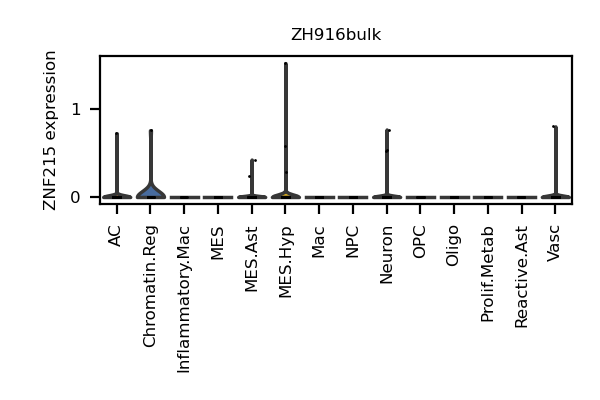 ZH916bulk
ZNF215 expression
1
0
AC
Chromatin.Reg
Inflammatory.Mac
MES
MES.Ast
MES.Hyp
Mac
NPC
Neuron
OPC
Oligo
Prolif.Metab
Reactive.Ast
Vasc